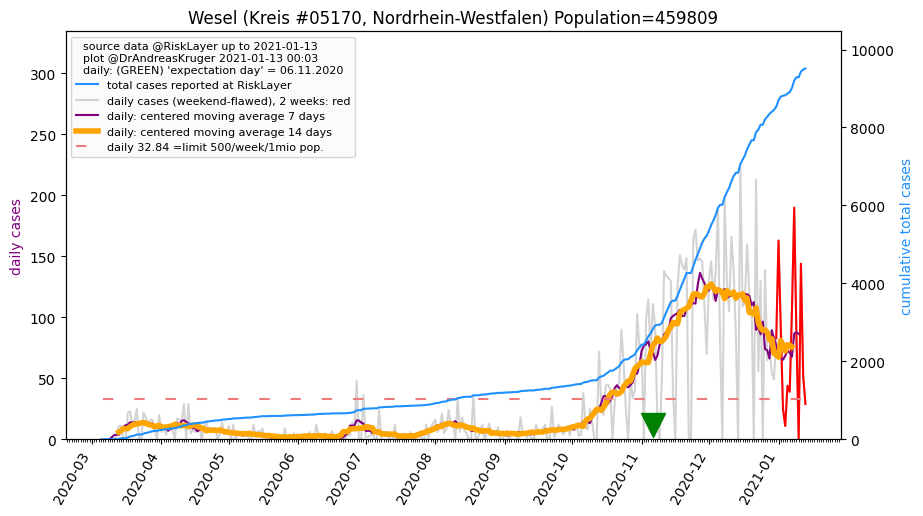 Wesel (Kreis #05170, Nordrhein-Westfalen) Population=459809
source data @RiskLayer up to 2021-01-13
plot @DrAndreasKruger 2021-01-13 00:03
daily: (GREEN) 'expectation day' = 06.11.2020
total cases reported at RiskLayer
daily cases (weekend-flawed), 2 weeks: red
daily: centered moving average 7 days
daily: centered moving average 14 days
daily 32.84 =limit 500/week/1mio pop.
daily cases
300
250
200
150
100
50
0
cumulative total cases
10000
8000
6000
4000
2000
0
2020-03
2020-04
2020-05
2020-06
2020-07
2020-08
2020-09
2020-10
2020-11
2020-12
2021-01